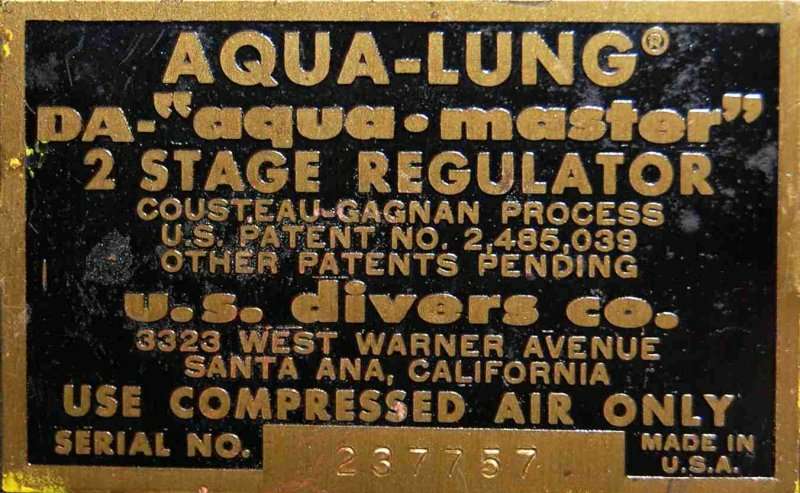 AQUA-LUNG®
DA-"aqua•master"
2 STAGE REGULATOR
COUSTEAU-GAGNAN PROCESS
U.S. PATENT NO. 2,485,039
OTHER PATENTS PENDING
u.s. divers co.
3323 WEST WARNER AVENUE
SANTA ANA, CALIFORNIA
USE COMPRESSED AIR ONLY
SERIAL NO. 237757 MADE IN
U.S.A.